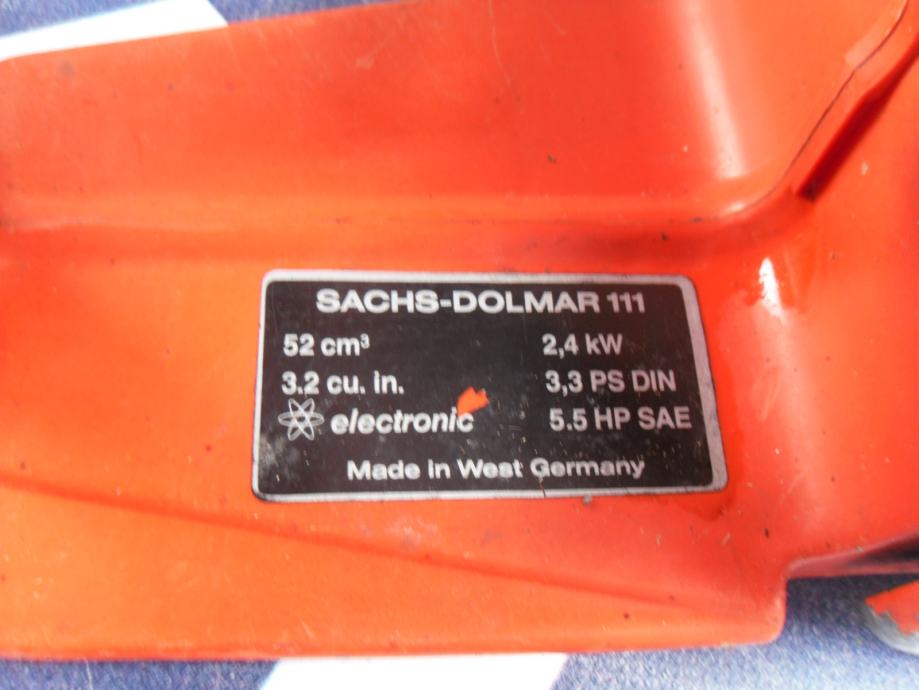 SACHS-DOLMAR 111
52 cm³ 2,4 kW
3.2 cu. in. 3,3 PS DIN
electronic 5.5 HP SAE
Made in West Germany